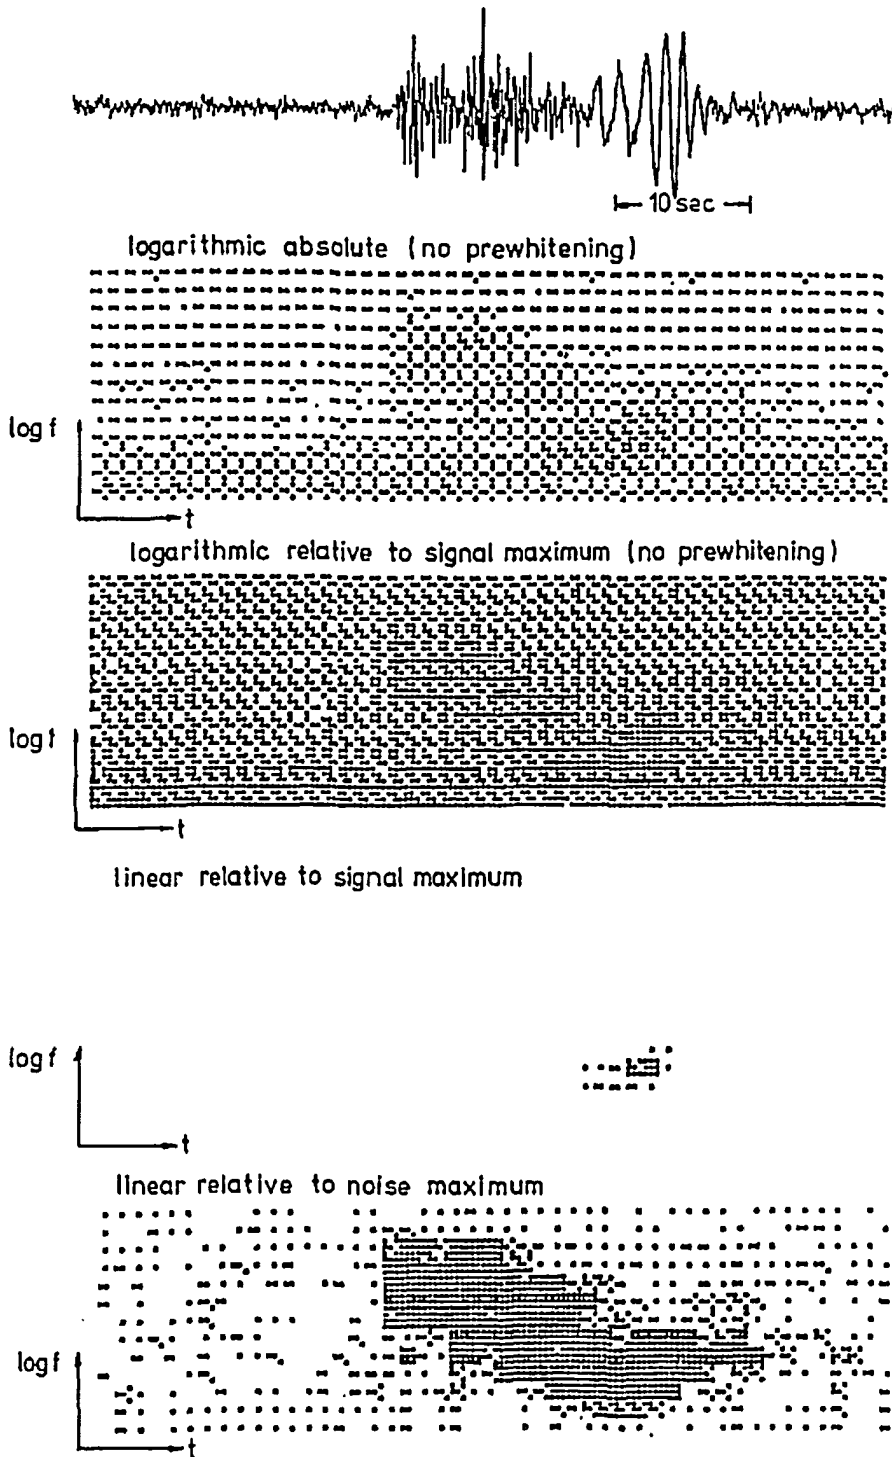 10 sec
logarithmic absolute (no prewhitening)
log f
t
logarithmic relative to signal maximum (no prewhitening)
log f
t
linear relative to signal maximum
log f
t
linear relative to noise maximum
log f
t